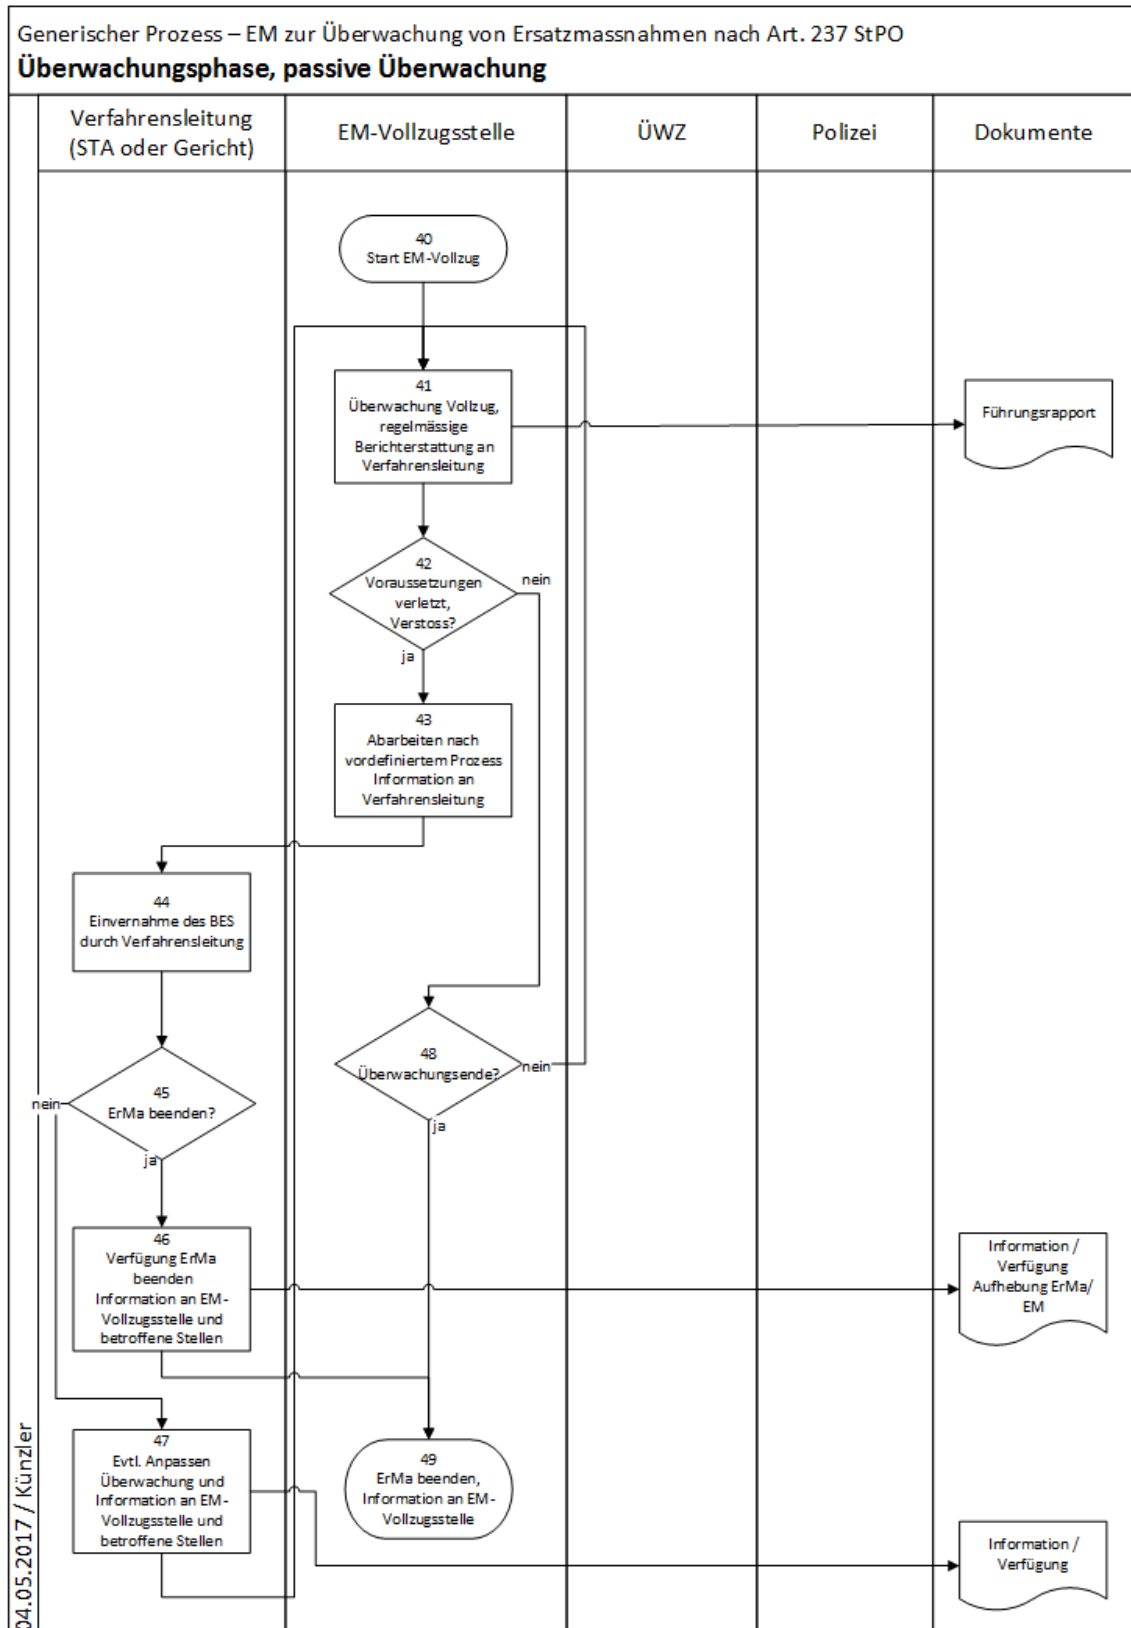 Generischer Prozess – EM zur Überwachung von Ersatzmassnahmen nach Art. 237 StPO
Überwachungsphase, passive Überwachung
Verfahrensleitung
(STA oder Gericht)
EM-Vollzugsstelle
ÜWZ
Polizei
Dokumente
40
Start EM-Vollzug
41
Überwachung Vollzug,
regelmässige
Berichterstattung an
Verfahrensleitung
Führungsrapport
42
Voraussetzungen
verletzt,
Verstoss?
nein
ja
43
Abarbeiten nach
vordefiniertem Prozess
Information an
Verfahrensleitung
44
Einvernahme des BES
durch Verfahrensleitung
45
ErMa beenden?
nein
ja
48
Überwachungsende?
nein
ja
46
Verfügung ErMa
beenden
Information an EM-
Vollzugsstelle und
betroffene Stellen
Information /
Verfügung
Aufhebung ErMa/
EM
47
Evtl. Anpassen
Überwachung und
Information an EM-
Vollzugsstelle und
betroffene Stellen
49
ErMa beenden,
Information an EM-
Vollzugsstelle
Information /
Verfügung
04.05.2017 / Künzler